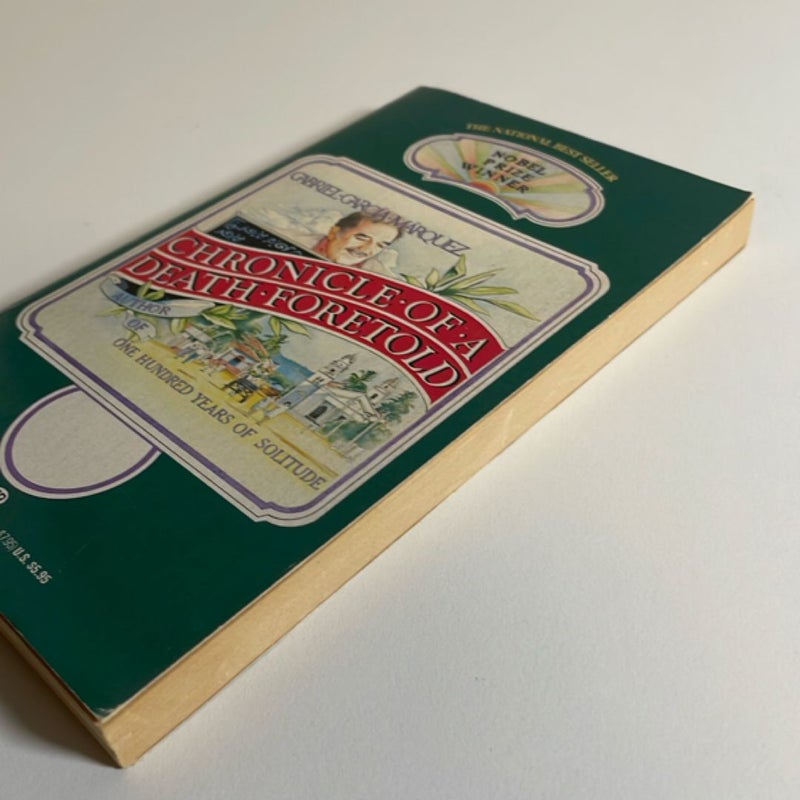 THE NATIONAL BEST SELLER
NOBEL
PRIZE
WINNER
GABRIEL·GARCÍA·MARQUEZ
CHRONICLE·OF·A
DEATH·FORETOLD
AUTHOR
OF
ONE HUNDRED YEARS OF SOLITUDE
U.S. $5.95